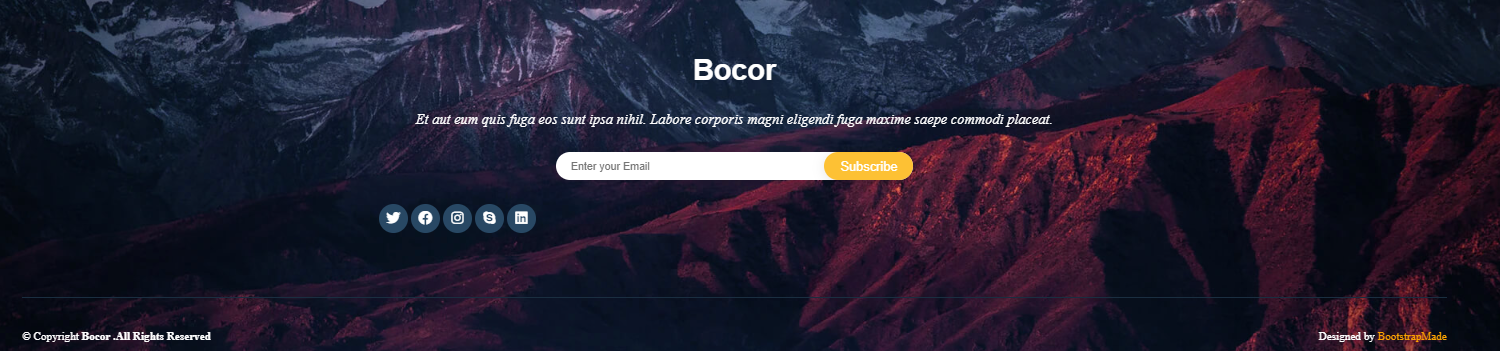 Bocor
Et aut eum quis fuga eos sunt ipsa nihil. Labore corporis magni eligendi fuga maxime saepe commodi placeat.
Enter your Email
Subscribe
© Copyright Bocor .All Rights Reserved
Designed by BootstrapMade